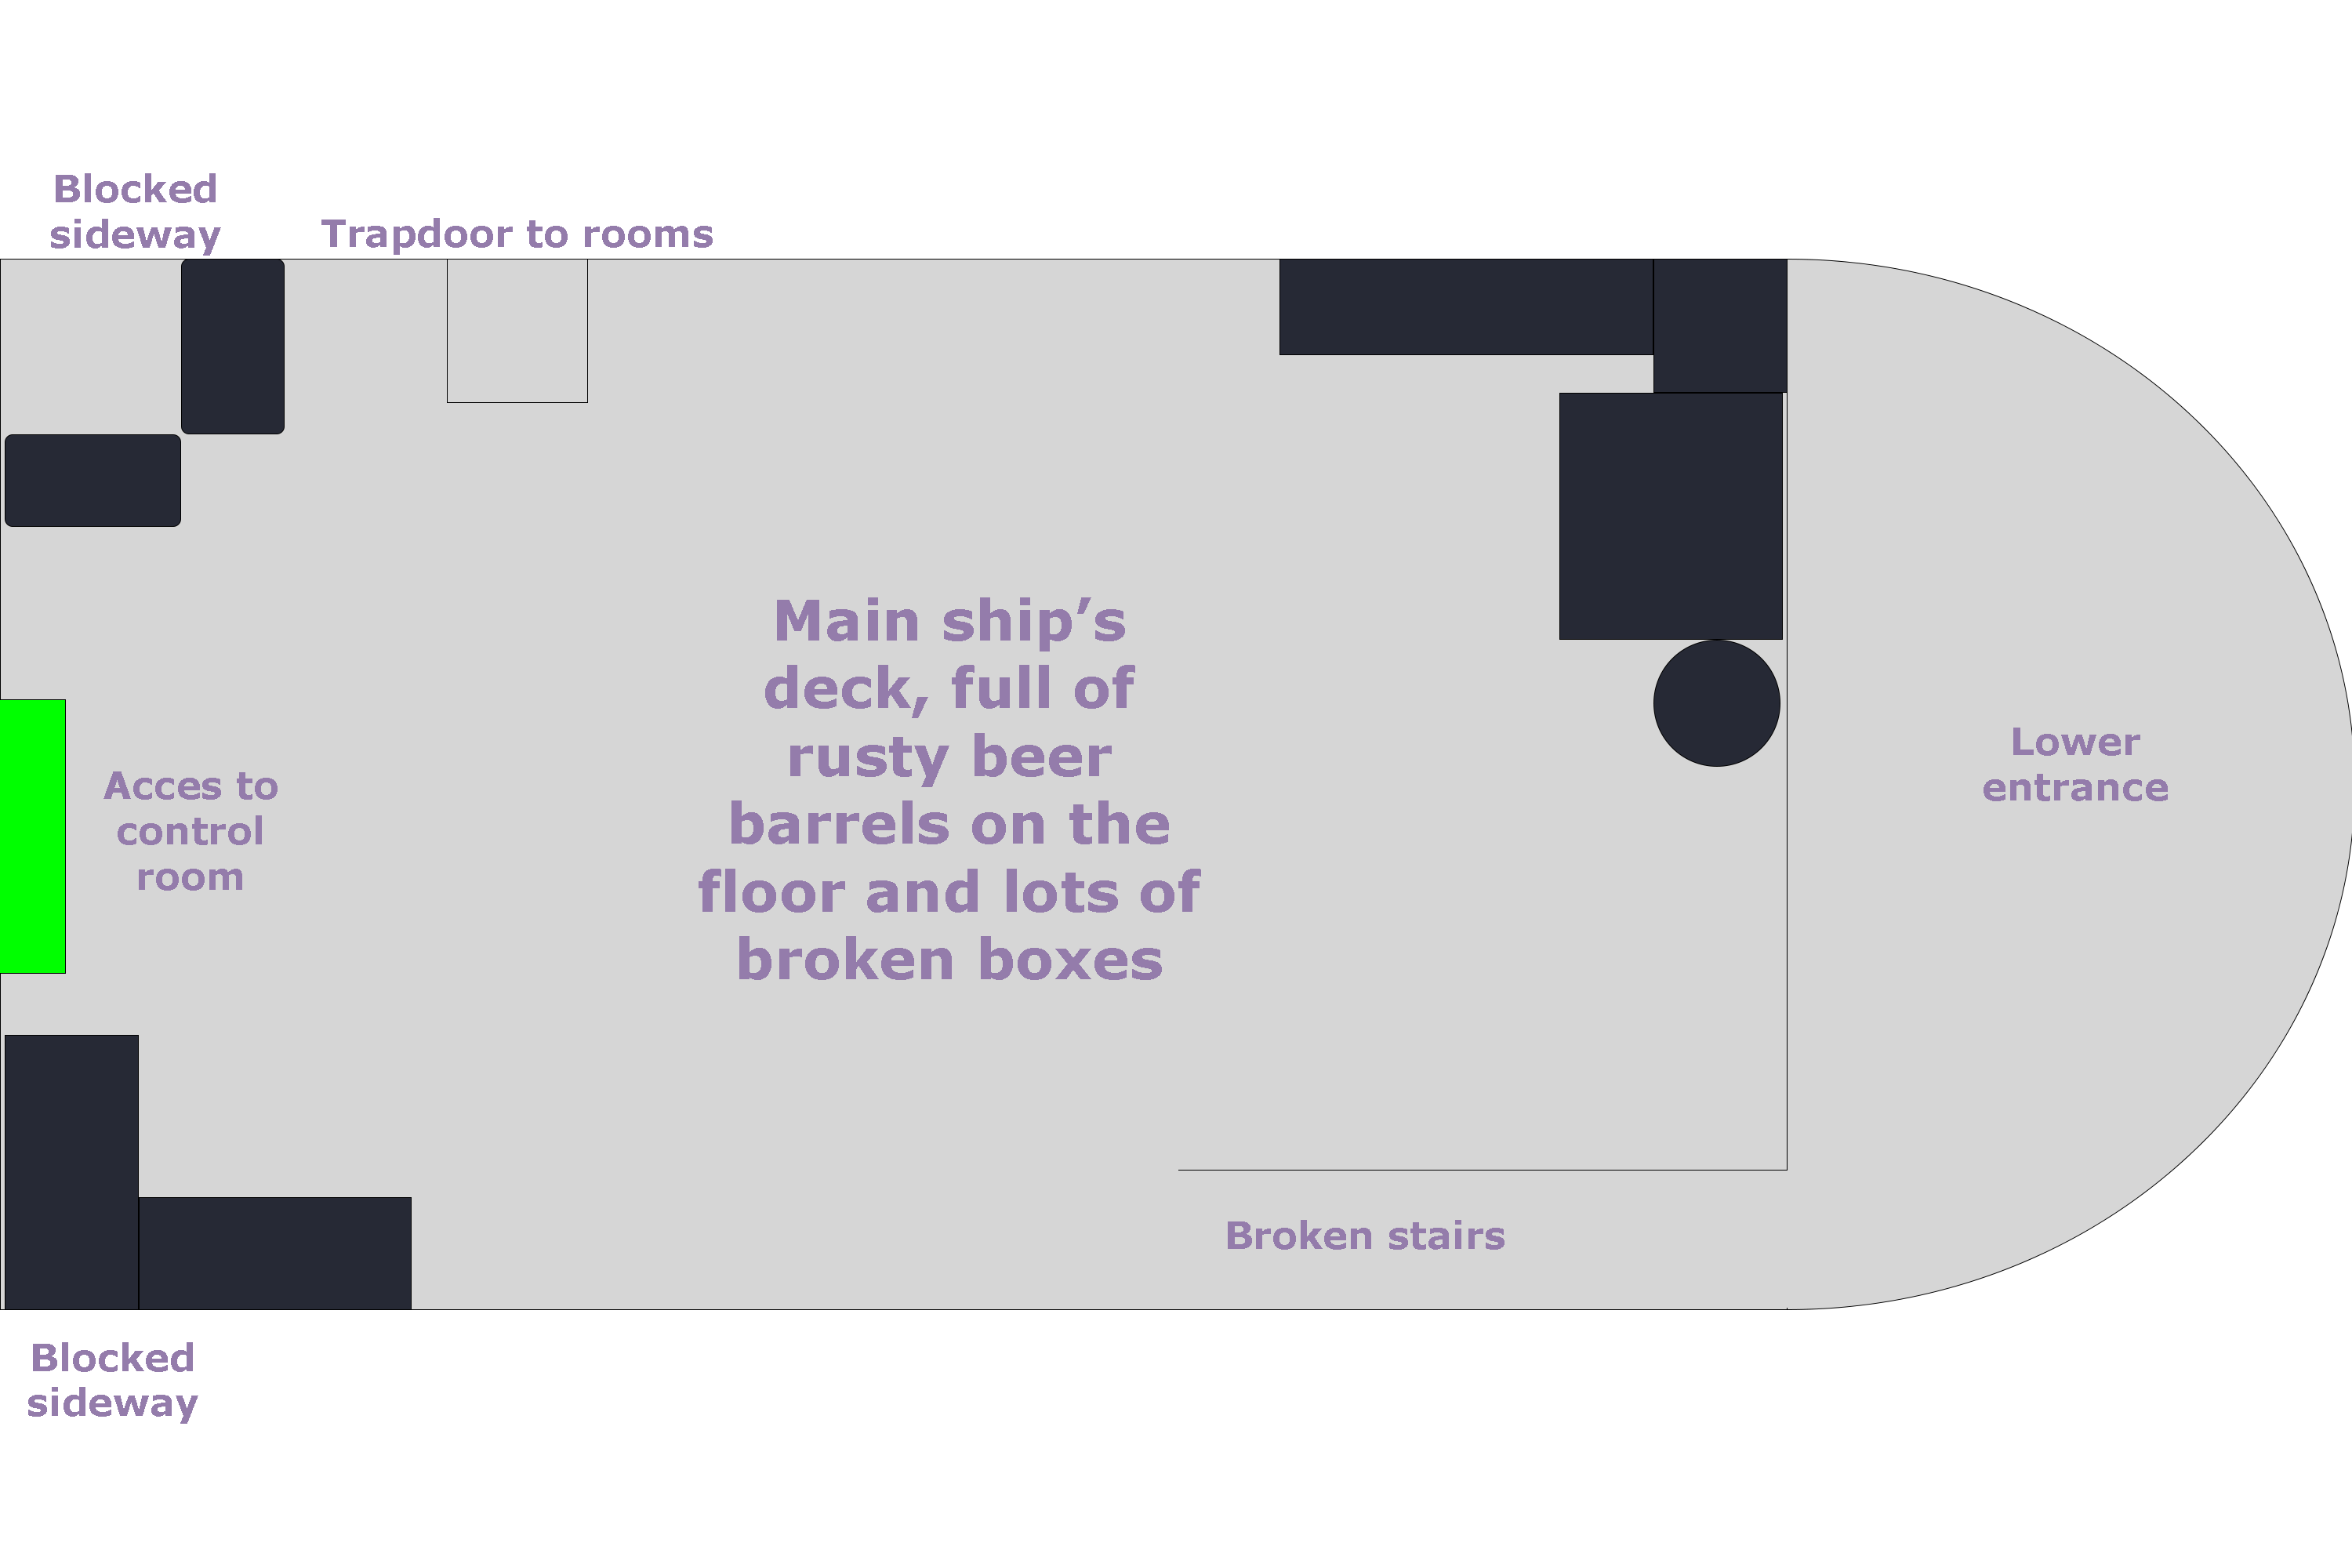 Blocked
sideway
Trapdoor to rooms
Main ship’s
deck, full of
rusty beer
barrels on the
floor and lots of
broken boxes
Acces to
control
room
Lower
entrance
Broken stairs
Blocked
sideway